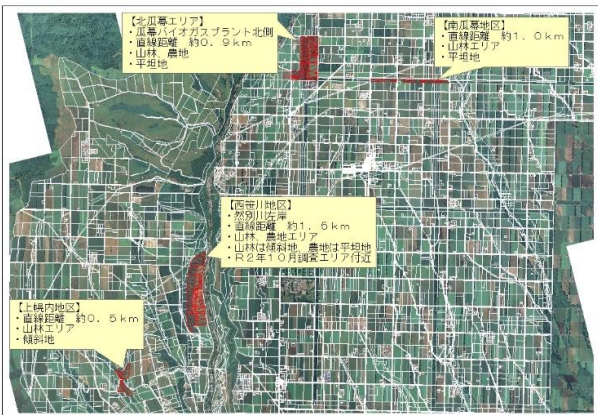 【北瓜幕エリア】
・瓜幕バイオガスプラント北側
・直線距離　約０．９ｋｍ
・山林、農地
・平坦地
【南瓜幕地区】
・直線距離　約１．０ｋｍ
・山林エリア
・平坦地
【西笹川地区】
・然別川左岸
・直線距離　約１．５ｋｍ
・山林、農地エリア
・山林は傾斜地、農地は平坦地
・Ｒ２年１０月調査エリア付近
【上幌内地区】
・直線距離　約０．５ｋｍ
・山林エリア
・傾斜地